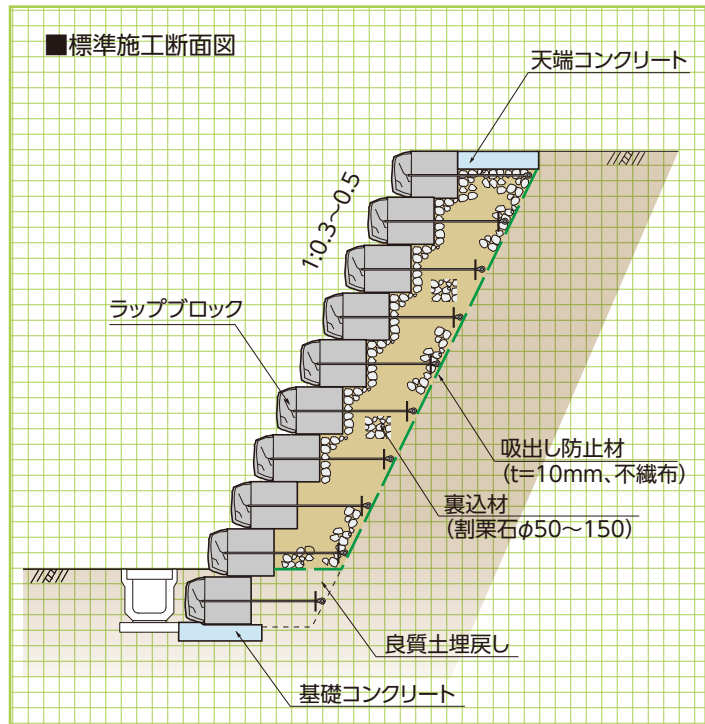 ■標準施工断面図
天端コンクリート
1:0.3～0.5
ラップブロック
吸出し防止材
(t=10mm、不織布)
裏込材
(割栗石φ50～150)
良質土埋戻し
基礎コンクリート